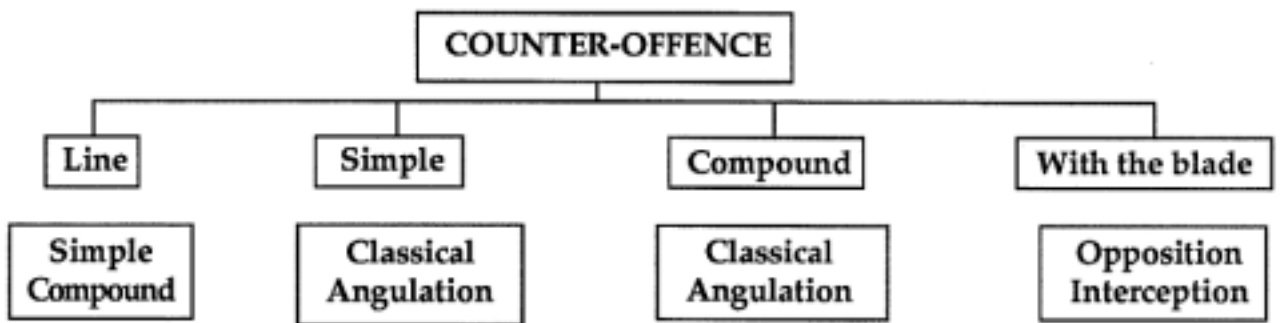 COUNTER-OFFENCE
Line
Simple
Compound
With the blade
Simple
Compound
Classical
Angulation
Classical
Angulation
Opposition
Interception